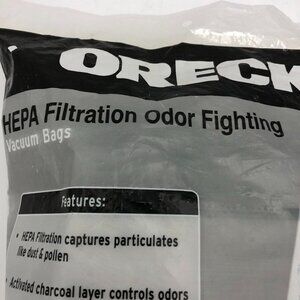 ORECK
HEPA Filtration Odor Fighting
Vacuum Bags
Features:
• HEPA Filtration captures particulates
like dust & pollen
• Activated charcoal layer controls odors